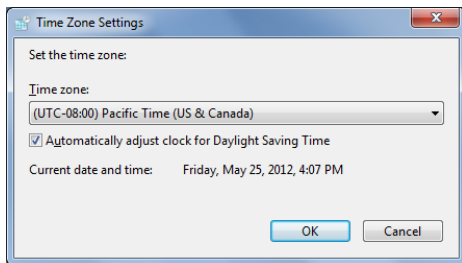 Time Zone Settings
Set the time zone:
Time zone:
(UTC-08:00) Pacific Time (US & Canada)
Automatically adjust clock for Daylight Saving Time
Current date and time: Friday, May 25, 2012, 4:07 PM
OK Cancel